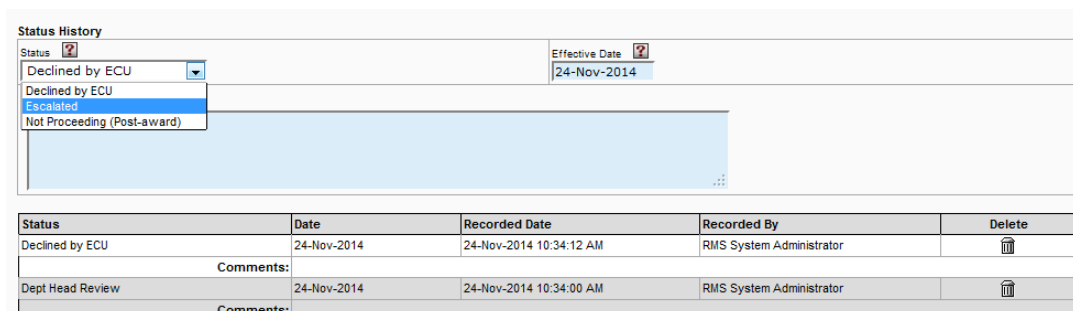 Status History
Status ? Effective Date ?
Declined by ECU 24-Nov-2014
Declined by ECU
Escalated
Not Proceeding (Post-award)
Status Date Recorded Date Recorded By Delete
Declined by ECU 24-Nov-2014 24-Nov-2014 10:34:12 AM RMS System Administrator
Comments:
Dept Head Review 24-Nov-2014 24-Nov-2014 10:34:00 AM RMS System Administrator
Comments: